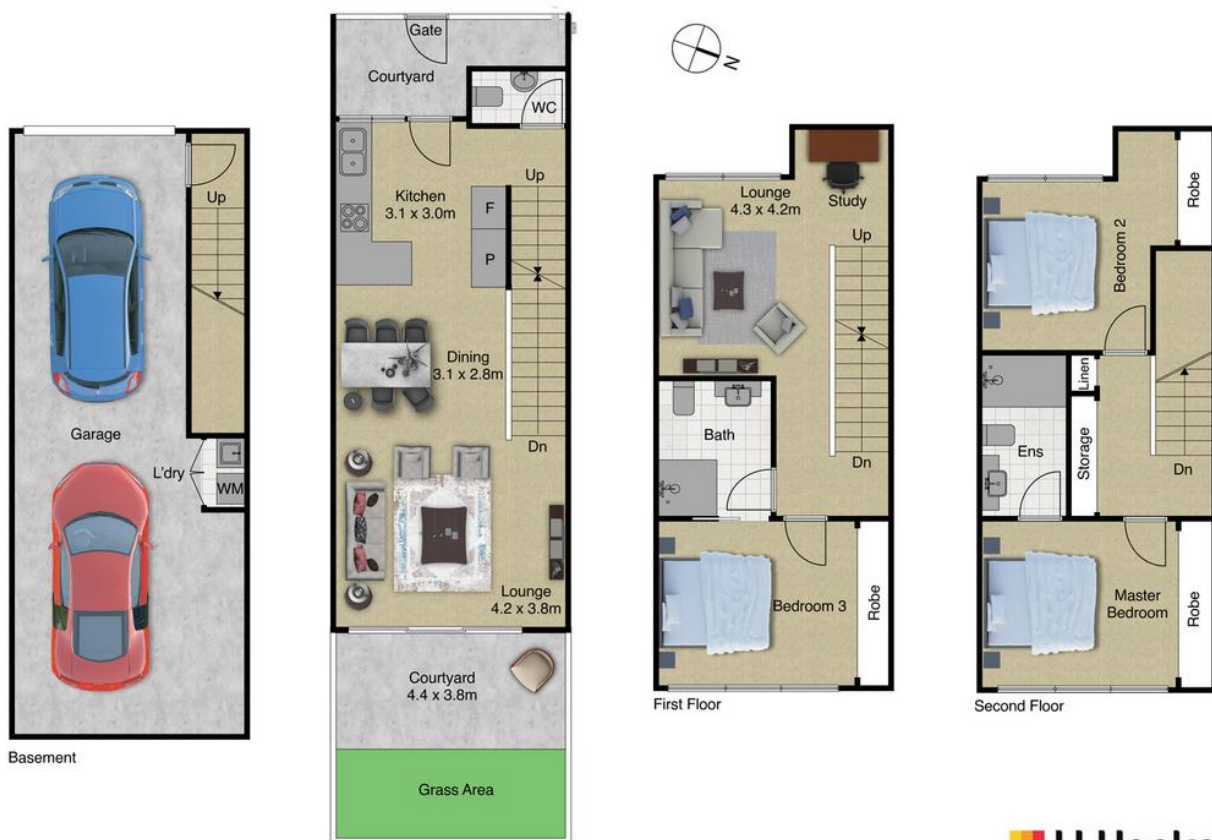 Up
Garage
L'dry
WM
Basement
Gate
Courtyard
WC
Kitchen
3.1 x 3.0m
F
P
Up
Dining
3.1 x 2.8m
Dn
Lounge
4.2 x 3.8m
Courtyard
4.4 x 3.8m
Grass Area
N
Lounge
4.3 x 4.2m
Study
Up
Bath
Dn
Bedroom 3
Robe
First Floor
Robe
Bedroom 2
Linen
Storage
Ens
Dn
Master
Bedroom
Robe
Second Floor